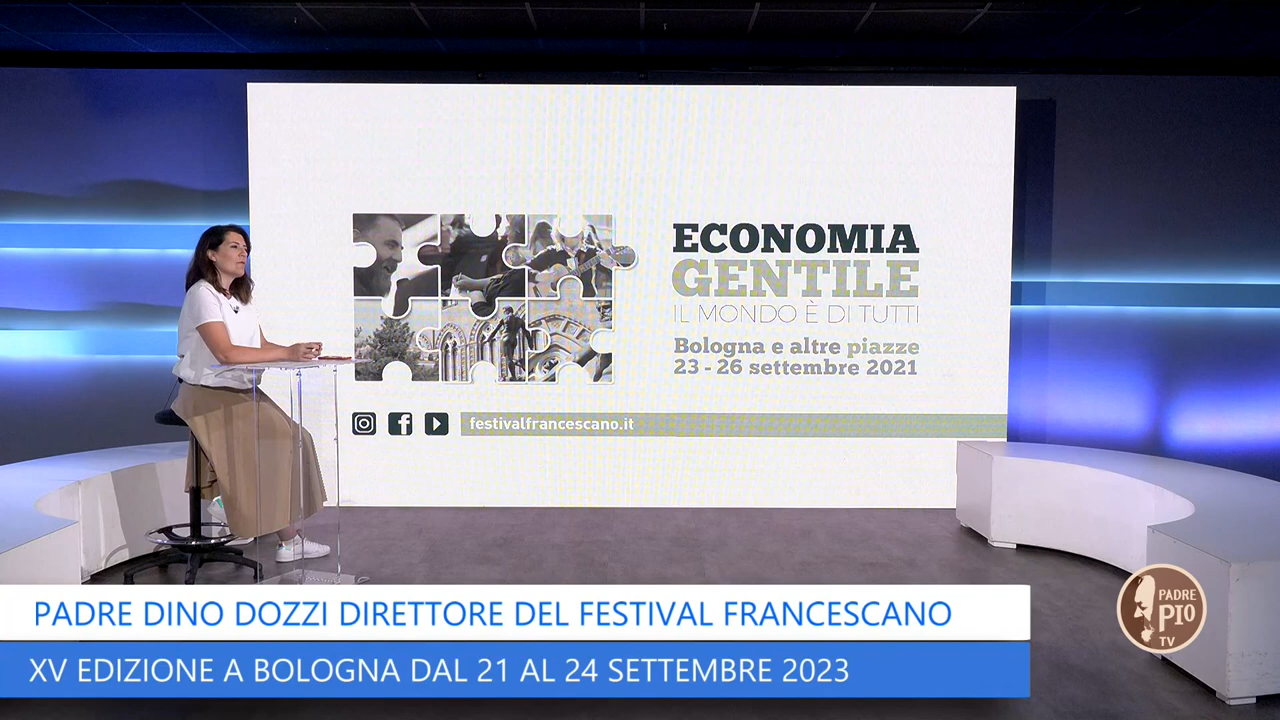 ECONOMIA
GENTILE
IL MONDO È DI TUTTI
Bologna e altre piazze
23 - 26 settembre 2021
festivalfrancescano.it
PADRE DINO DOZZI DIRETTORE DEL FESTIVAL FRANCESCANO
XV EDIZIONE A BOLOGNA DAL 21 AL 24 SETTEMBRE 2023
PADRE
PIO
TV